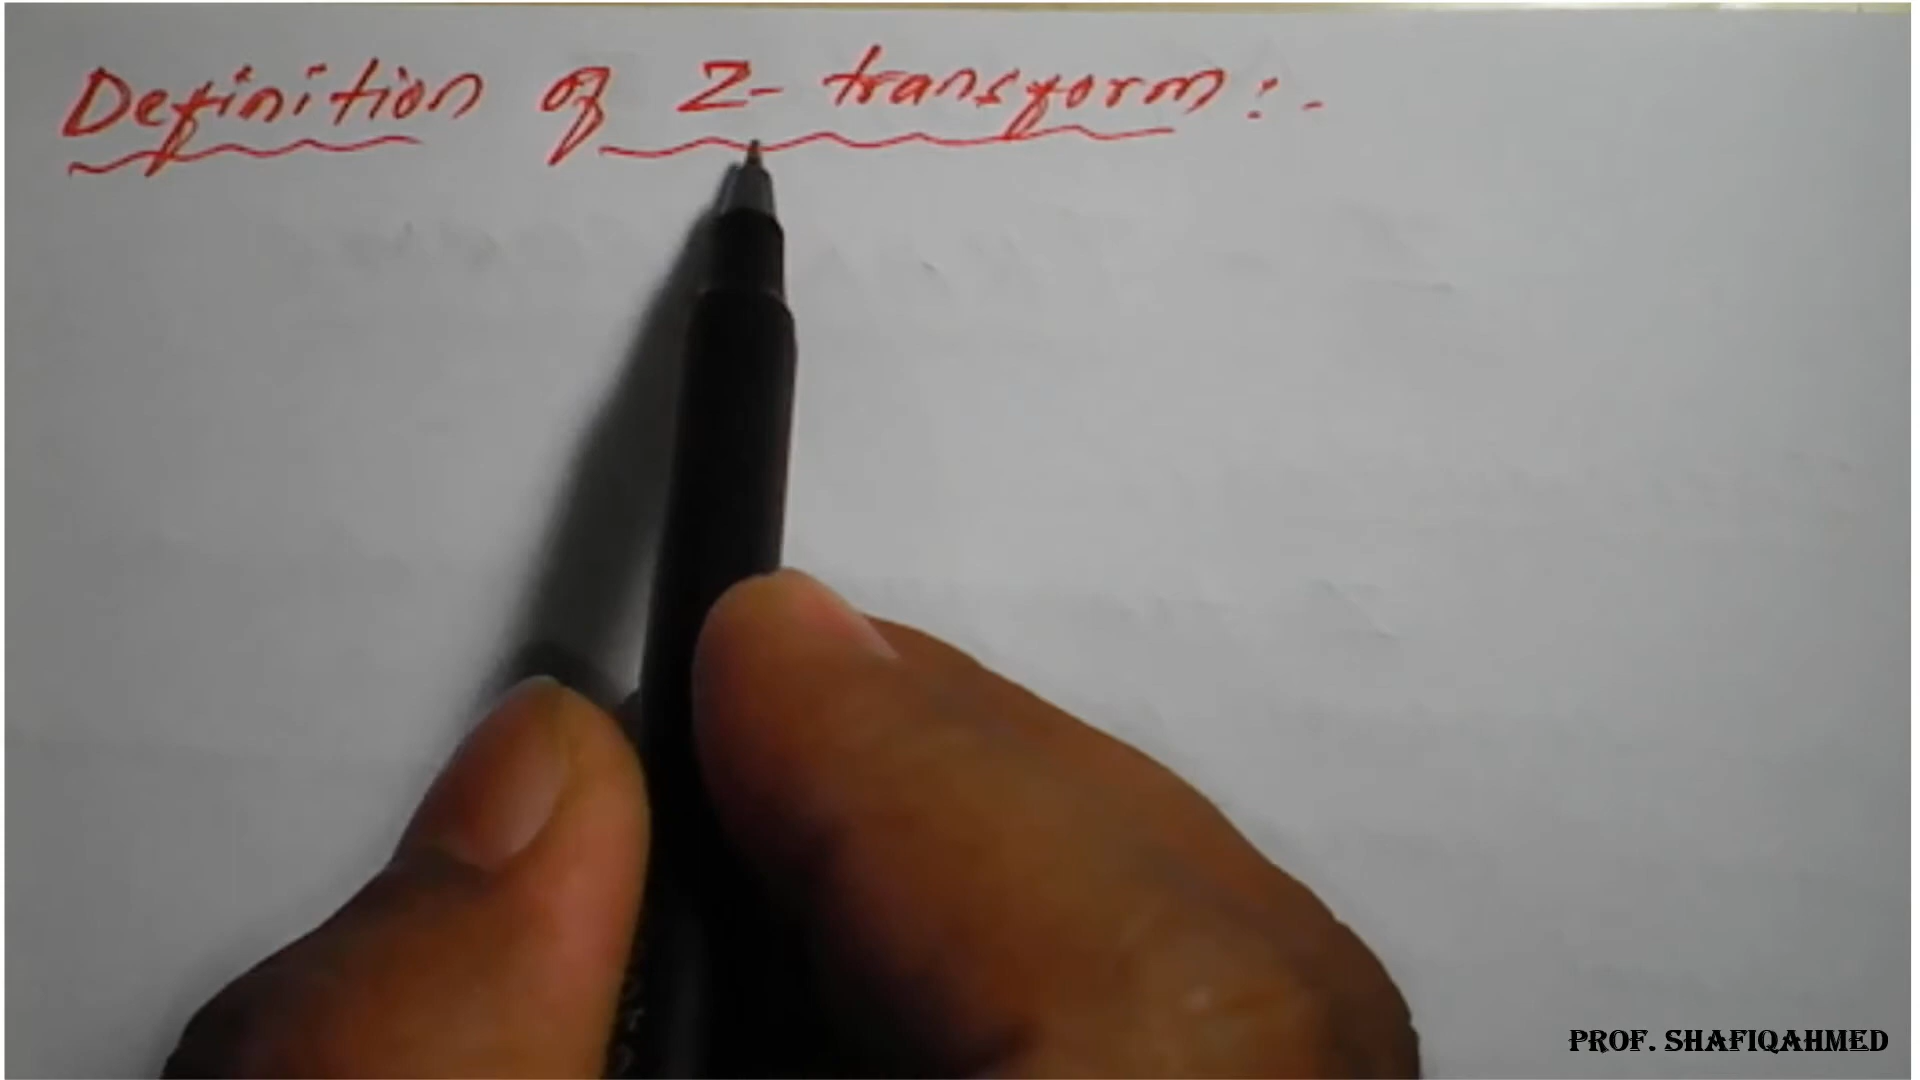 Definition of Z- transform :-
PROF. SHAFIQAHMED